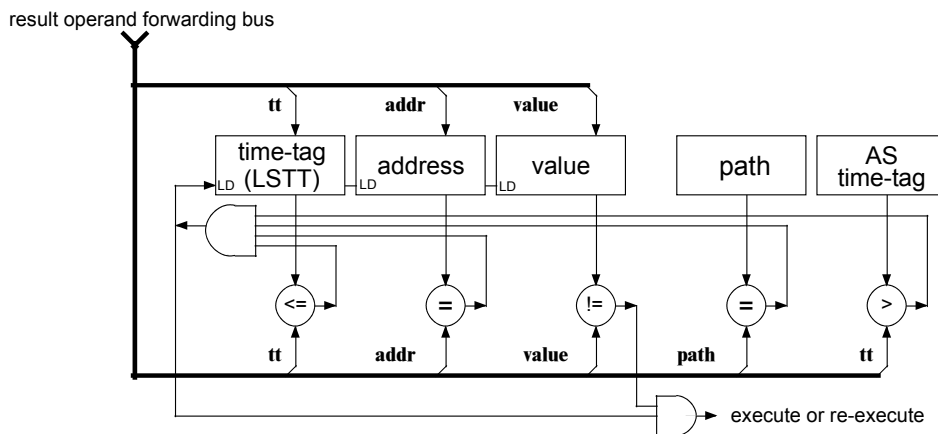 result operand forwarding bus
tt addr value
time-tag (LSTT) address value path AS time-tag
LD LD LD
<= = != = >
tt addr value path tt
execute or re-execute